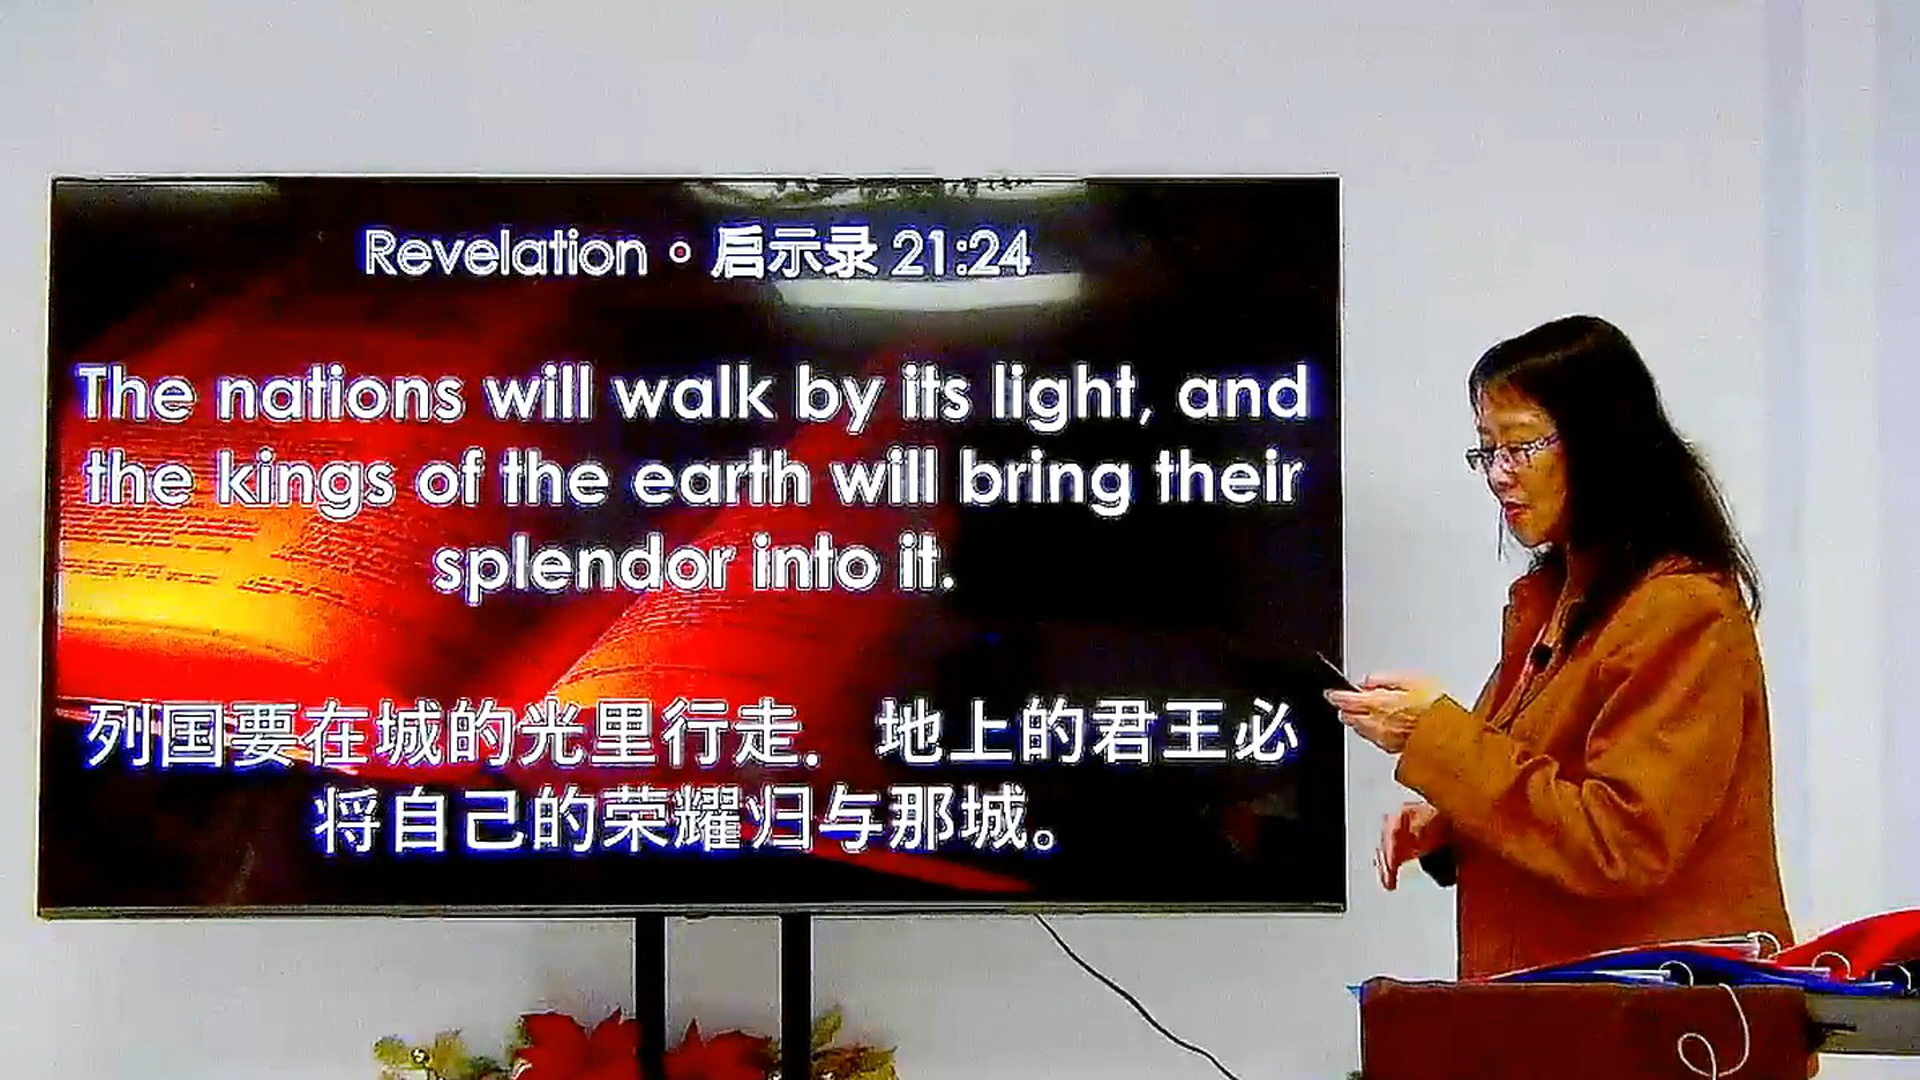 Revelation • 启示录 21:24
The nations will walk by its light, and
the kings of the earth will bring their
splendor into it.
列国要在城的光里行走．地上的君王必
将自己的荣耀归与那城。